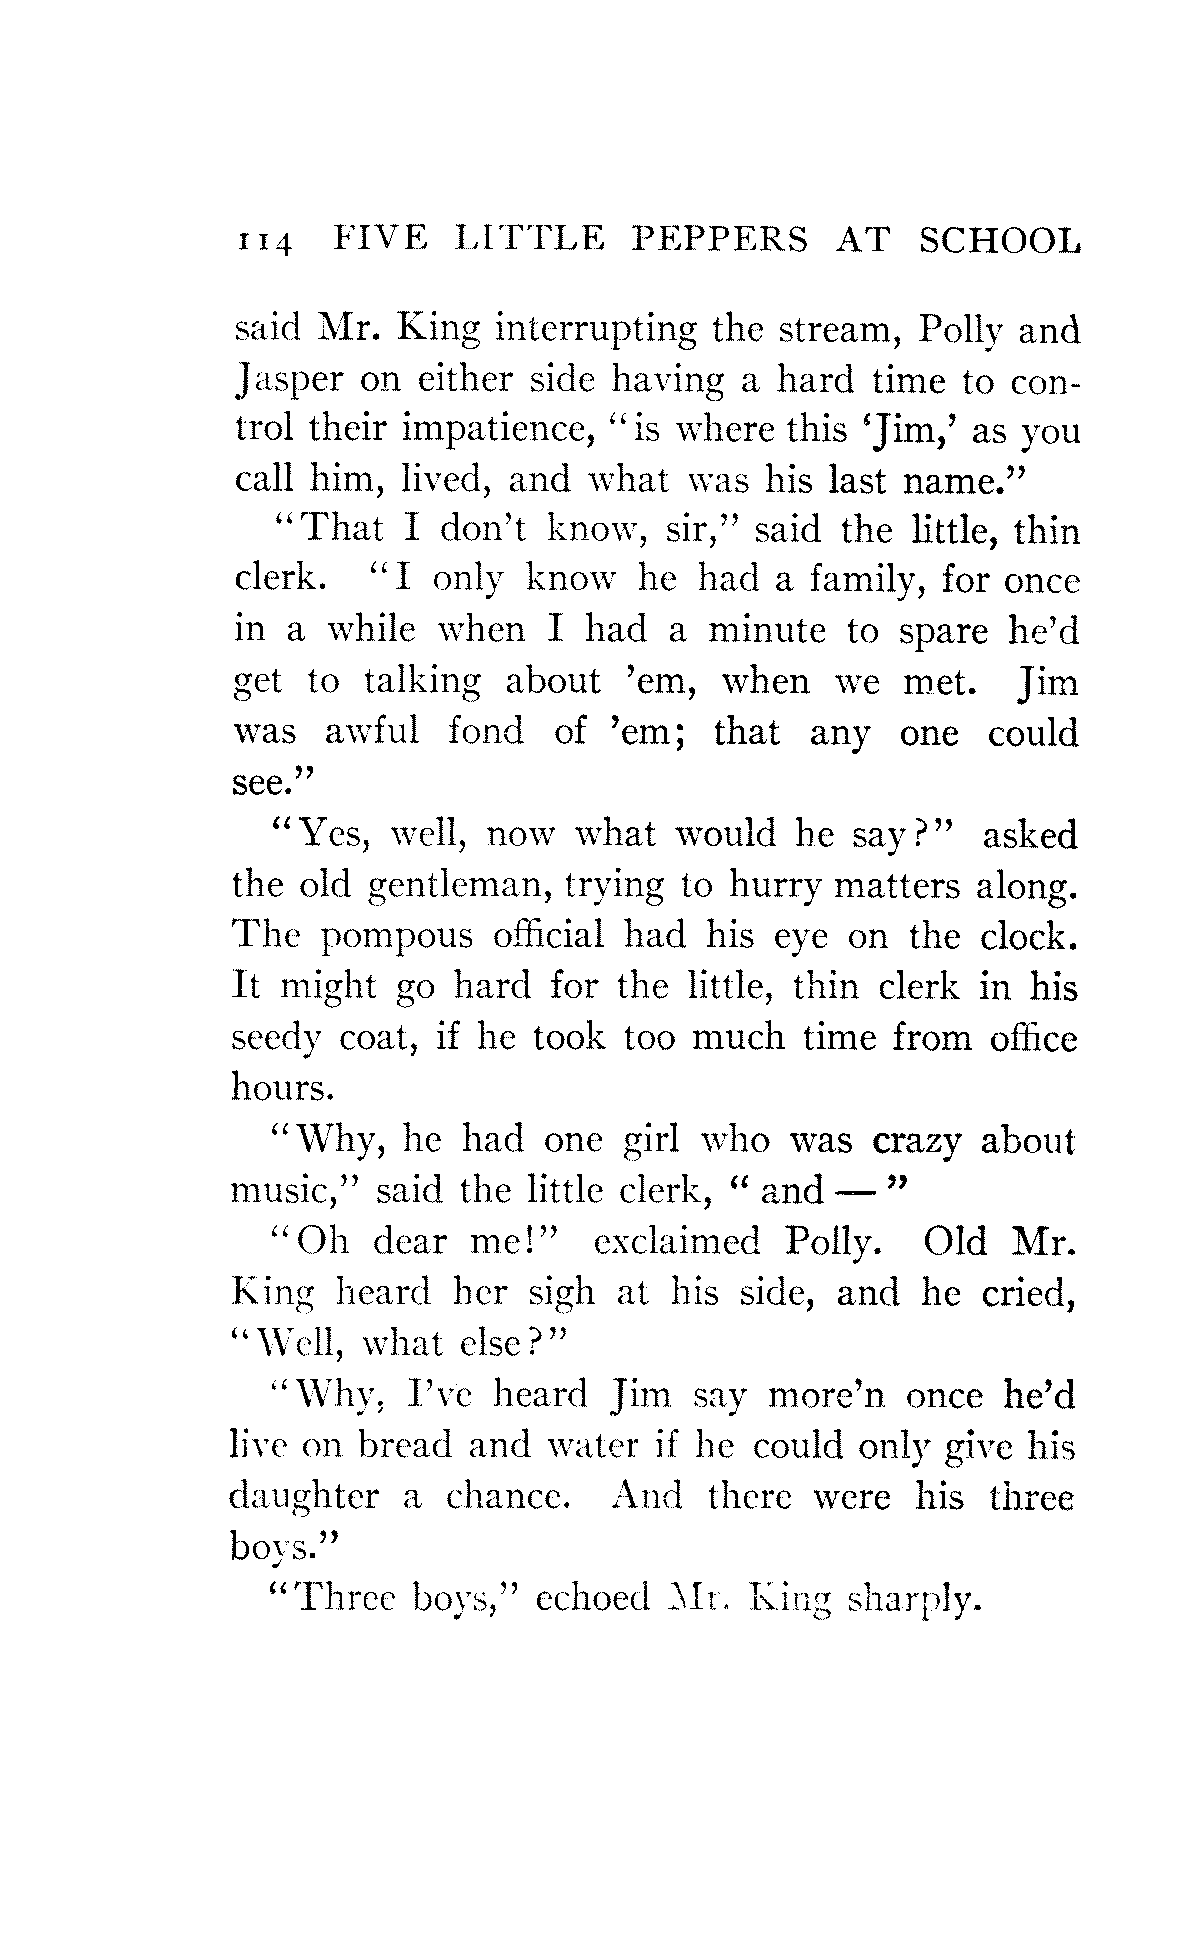 114 FIVE LITTLE PEPPERS AT SCHOOL
said Mr. King interrupting the stream, Polly and
Jasper on either side having a hard time to con-
trol their impatience, "is where this 'Jim,' as you
call him, lived, and what was his last name."
"That I don't know, sir," said the little, thin
clerk. "I only know he had a family, for once
in a while when I had a minute to spare he'd
get to talking about 'em, when we met. Jim
was awful fond of 'em; that any one could
see."
"Yes, well, now what would he say?" asked
the old gentleman, trying to hurry matters along.
The pompous official had his eye on the clock.
It might go hard for the little, thin clerk in his
seedy coat, if he took too much time from office
hours.
"Why, he had one girl who was crazy about
music," said the little clerk, "and—"
"Oh dear me!" exclaimed Polly. Old Mr.
King heard her sigh at his side, and he cried,
"Well, what else?"
"Why, I've heard Jim say more'n once he'd
live on bread and water if he could only give his
daughter a chance. And there were his three
boys."
"Three boys," echoed Mr. King sharply.